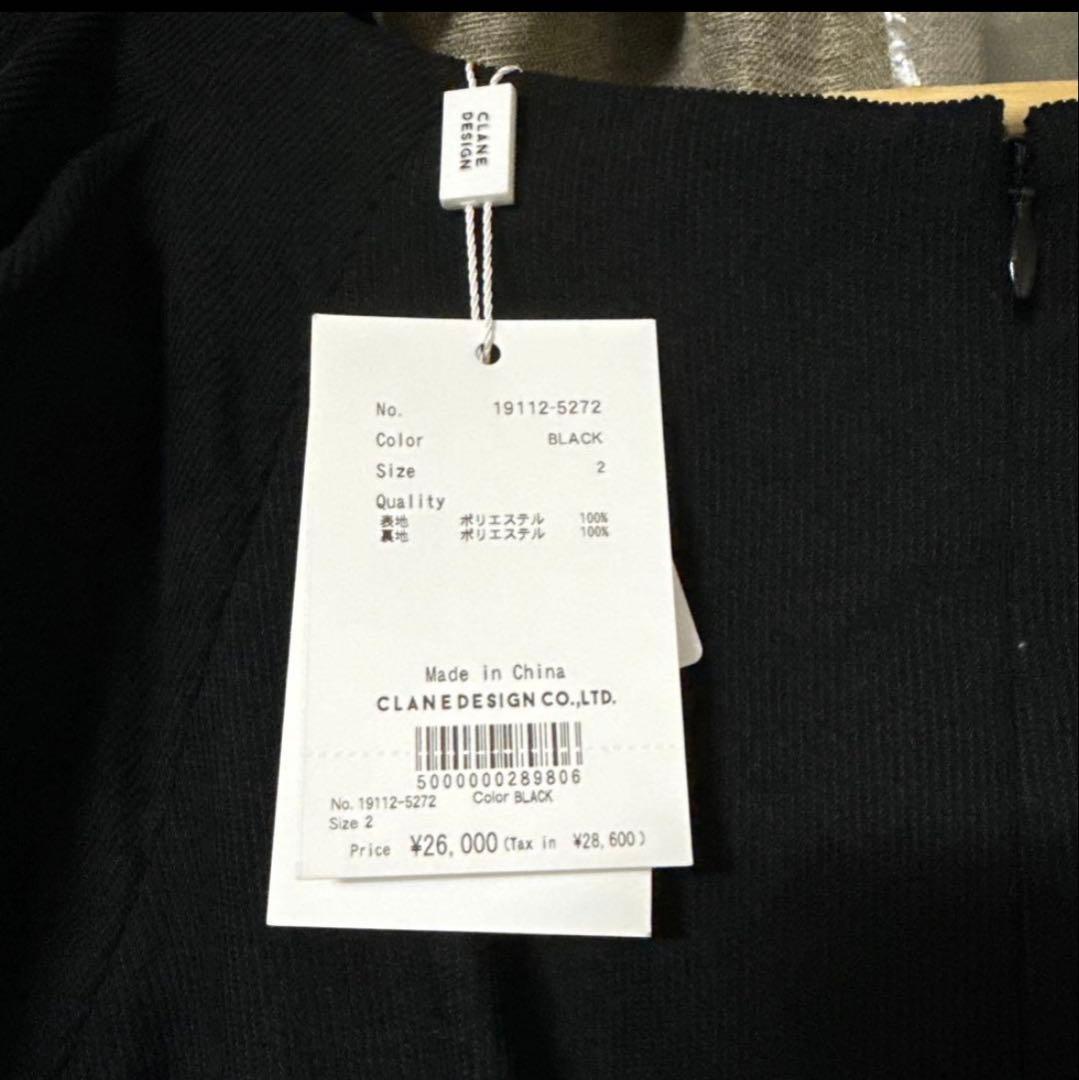 CLANE
DESIGN
No. 19112-5272
Color BLACK
Size 2
Quality
表地 ポリエステル 100%
裏地 ポリエステル 100%
Made in China
CLANEDESIGN CO.,LTD.
5000000289806
No. 19112-5272 Color BLACK
Size 2
Price ¥26,000(Tax in ¥28,600)